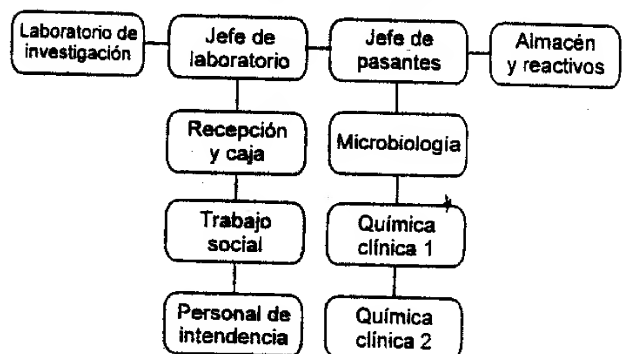 Laboratorio de
investigación
Jefe de
laboratorio
Jefe de
pasantes
Almacén
y reactivos
Recepción
y caja
Microbiología
Trabajo
social
Química
clínica 1
Personal de
intendencia
Química
clínica 2